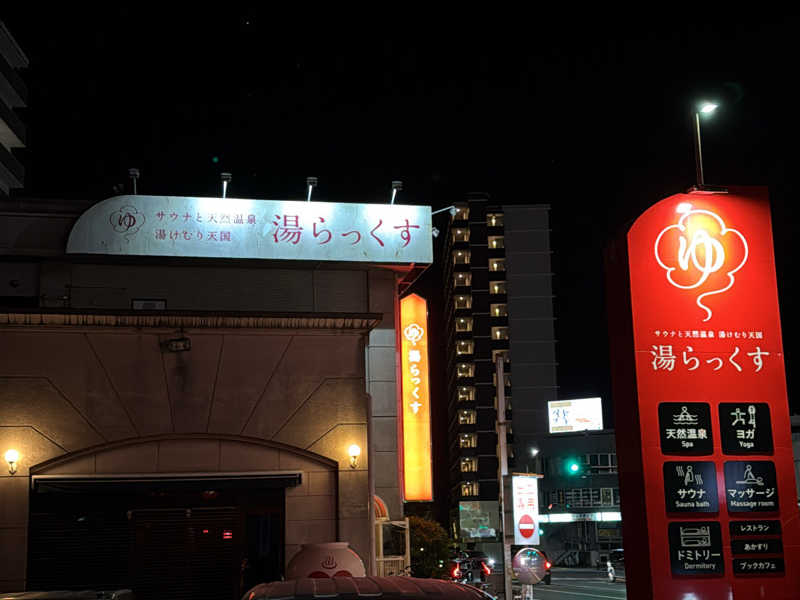 ゆ
サウナと天然温泉
湯けむり天国
湯らっくす
ゆ
湯らっくす
ゆ
サウナと天然温泉 湯けむり天国
湯らっくす
天然温泉
Spa
ヨガ
Yoga
サウナ
Sauna bath
マッサージ
Massage room
ドミトリー
Dormitory
レストラン
あかすり
ブックカフェ